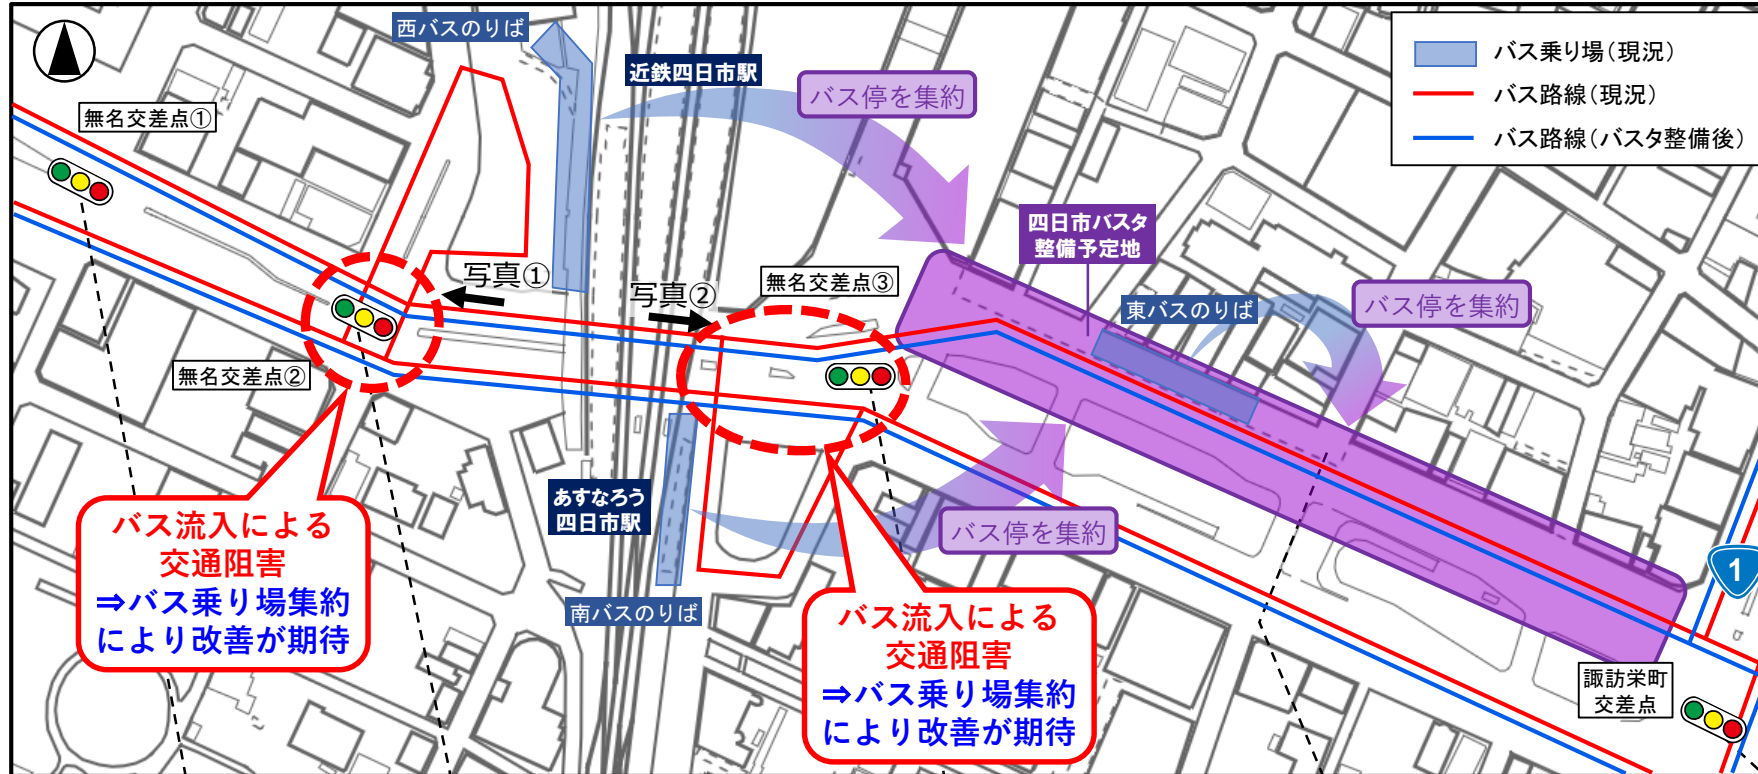 西バスのりば
近鉄四日市駅
バス停を集約
バス乗り場(現況)
バス路線(現況)
バス路線(バスタ整備後)
無名交差点①
写真①
写真②
無名交差点③
四日市バスタ
整備予定地
東バスのりば
バス停を集約
無名交差点②
あすなろう
四日市駅
バス停を集約
南バスのりば
バス流入による
交通阻害
⇒バス乗り場集約
により改善が期待
バス流入による
交通阻害
⇒バス乗り場集約
により改善が期待
1
諏訪栄町
交差点